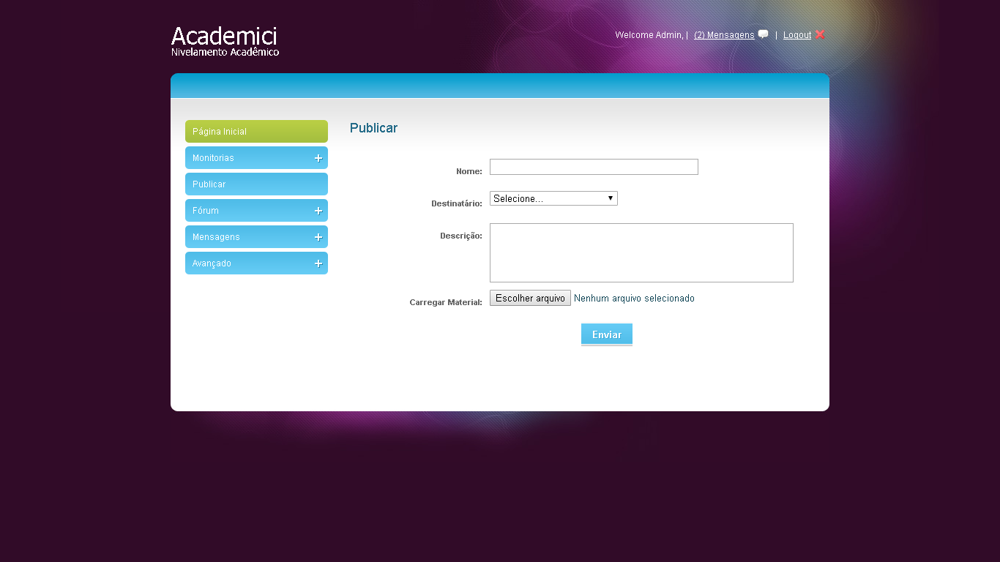 Academici
Nivelamento Acadêmico
Welcome Admin, | (2) Mensagens | Logout
Página Inicial
Monitorias +
Publicar
Fórum +
Mensagens +
Avançado +
Publicar
Nome:
Destinatário: Selecione...
Descrição:
Carregar Material: Escolher arquivo Nenhum arquivo selecionado
Enviar